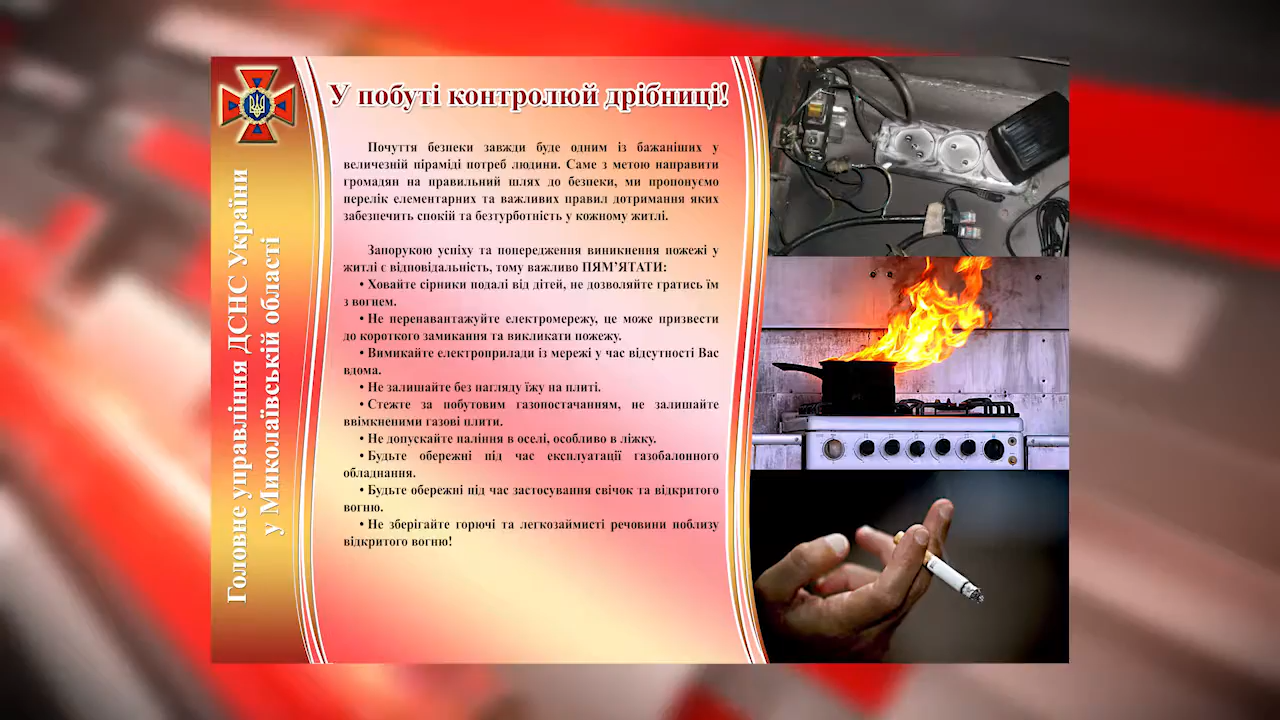 Головне управління ДСНС України
у Миколаївській області
У побуті контролюй дрібниці!
Почуття безпеки завжди буде одним із бажаніших у
величезній піраміді потреб людини. Саме з метою направити
громадян на правильний шлях до безпеки, ми пропонуємо
перелік елементарних та важливих правил дотримання яких
забезпечить спокій та безтурботність у кожному житлі.
Запорукою успіху та попередження виникнення пожежі у
житлі є відповідальність, тому важливо ПЯМ'ЯТАТИ:
• Ховайте сірники подалі від дітей, не дозволяйте гратись їм
з вогнем.
• Не перенавантажуйте електромережу, це може призвести
до короткого замикання та викликати пожежу.
• Вимикайте електроприлади із мережі у час відсутності Вас
вдома.
• Не залишайте без нагляду їжу на плиті.
• Стежте за побутовим газопостачанням, не залишайте
ввімкненими газові плити.
• Не допускайте паління в оселі, особливо в ліжку.
• Будьте обережні під час експлуатації газобалонного
обладнання.
• Будьте обережні під час застосування свічок та відкритого
вогню.
• Не зберігайте горючі та легкозаймисті речовини поблизу
відкритого вогню!